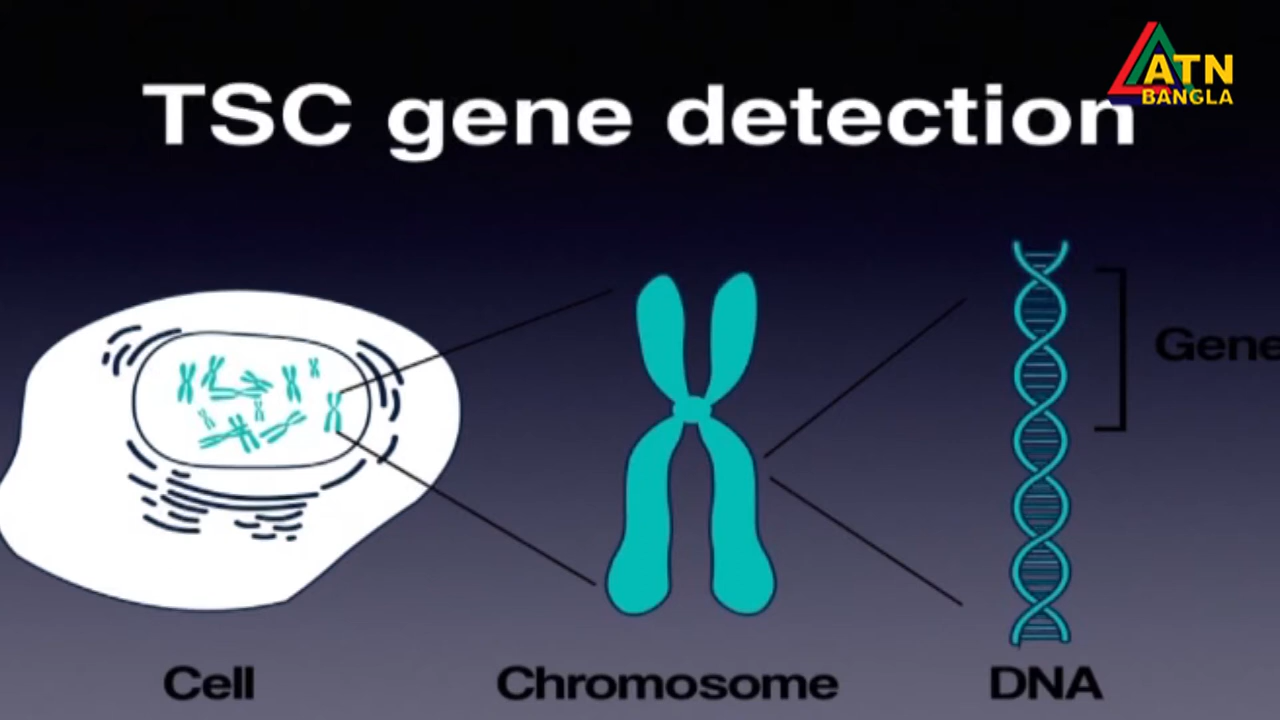 ATN
BANGLA
TSC gene detection
Gene
Cell
Chromosome
DNA